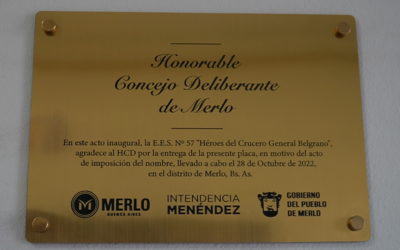 Honorable
Concejo Deliberante
de Merlo
En este acto inaugural, la E.E.S. Nº 57 "Héroes del Crucero General Belgrano",
agradece al HCD por la entrega de la presente placa, en motivo del acto
de imposición del nombre, llevado a cabo el 28 de Octubre de 2022,
en el distrito de Merlo, Bs. As.
M MERLO
BUENOS AIRES
INTENDENCIA
MENÉNDEZ
GOBIERNO
DEL PUEBLO
DE MERLO